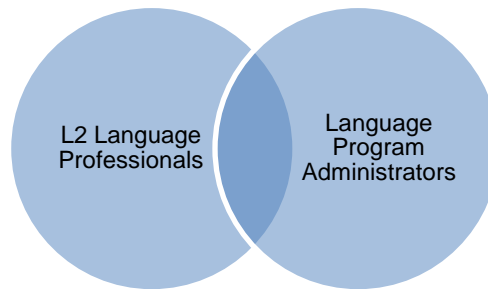 L2 Language
Professionals
Language
Program
Administrators